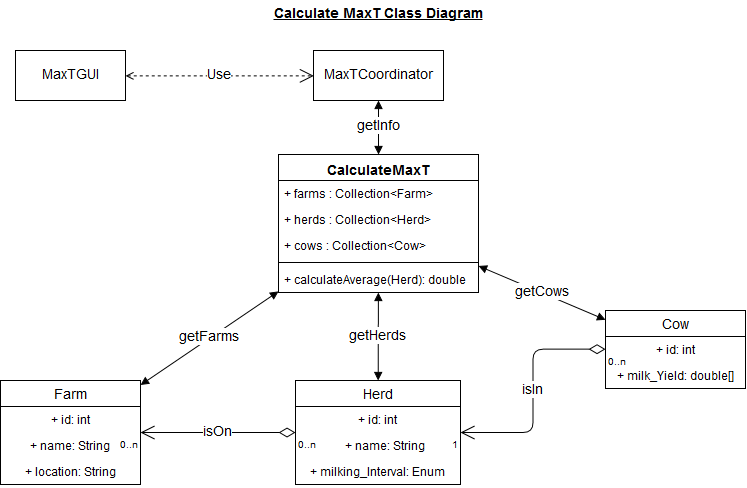 Calculate MaxT Class Diagram
MaxTGUI
Use
MaxTCoordinator
getInfo
CalculateMaxT
+ farms : Collection<Farm>
+ herds : Collection<Herd>
+ cows : Collection<Cow>
+ calculateAverage(Herd): double
getCows
getFarms
getHerds
Cow
+ id: int
0..n
+ milk_Yield: double[]
isIn
Farm
+ id: int
+ name: String
0..n
+ location: String
isOn
Herd
+ id: int
0..n
+ name: String
1
+ milking_Interval: Enum